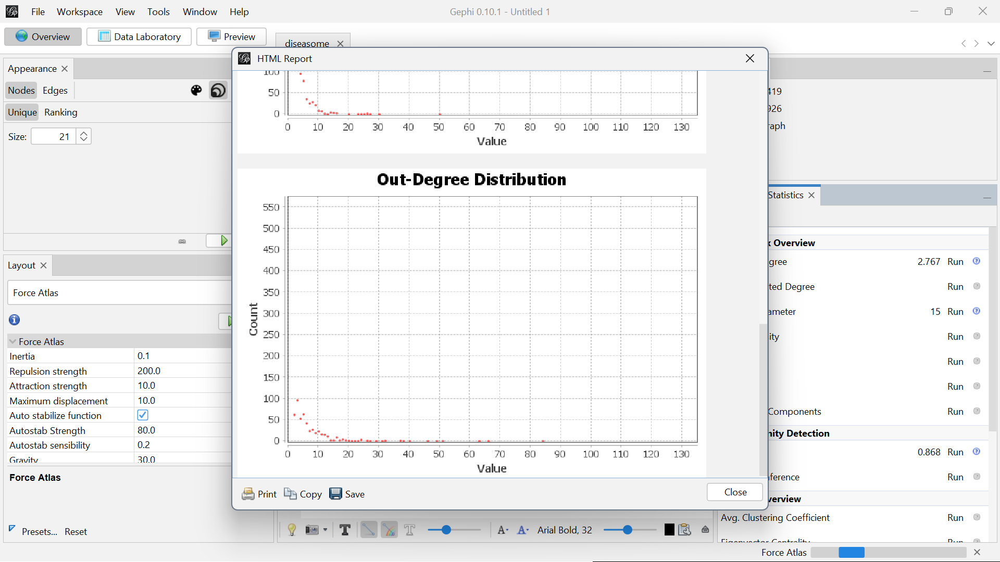 File Workspace View Tools Window Help
Gephi 0.10.1 - Untitled 1
Overview
Data Laboratory
Preview
diseasome
Appearance
Nodes Edges
Unique Ranking
Size: 21
Layout
Force Atlas
Force Atlas
Inertia 0.1
Repulsion strength 200.0
Attraction strength 10.0
Maximum displacement 10.0
Auto stabilize function
Autostab Strength 80.0
Autostab sensibility 0.2
Gravity 30.0
Force Atlas
Presets... Reset
HTML Report
100
50
0
0 10 20 30 40 50 60 70 80 90 100 110 120 130
Value
Out-Degree Distribution
Count
550
500
450
400
350
300
250
200
150
100
50
0
0 10 20 30 40 50 60 70 80 90 100 110 120 130
Value
Print Copy Save
Close
419
926
raph
Statistics
k Overview
gree 2.767 Run
ted Degree Run
ameter 15 Run
ity Run
Run
Run
Components Run
nity Detection
0.868 Run
ference Run
verview
Avg. Clustering Coefficient Run
Eigenvector Centrality Run
Arial Bold, 32
Force Atlas